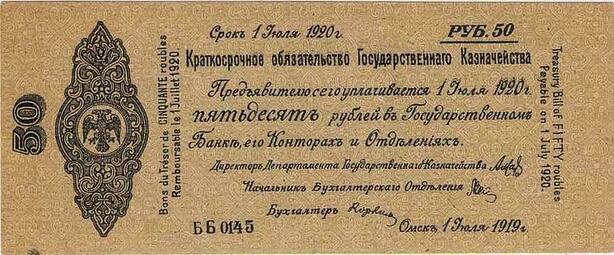 Срокъ 1 Июля 1920г.
РУБ. 50
Краткосрочное обязательство Государственнаго Казначейства
Предъявителю сего уплачивается 1 Июля 1920г.
пятьдесятъ рублей въ Государственномъ
Банкѣ, его Конторахъ и Отдѣленіяхъ.
Директоръ Департамента Государственнаго Казначейства
Начальникъ Бухгалтерскаго Отдѣленія
Бухгалтеръ
ББ 0145
Омскъ, 1 Июля 1919г.
50
Bons du Trésor de CINQUANTE roubles
Remboursable le 1 Juillet 1920.
Treasury Bill of FIFTY roubles
Payable on 1 July 1920.